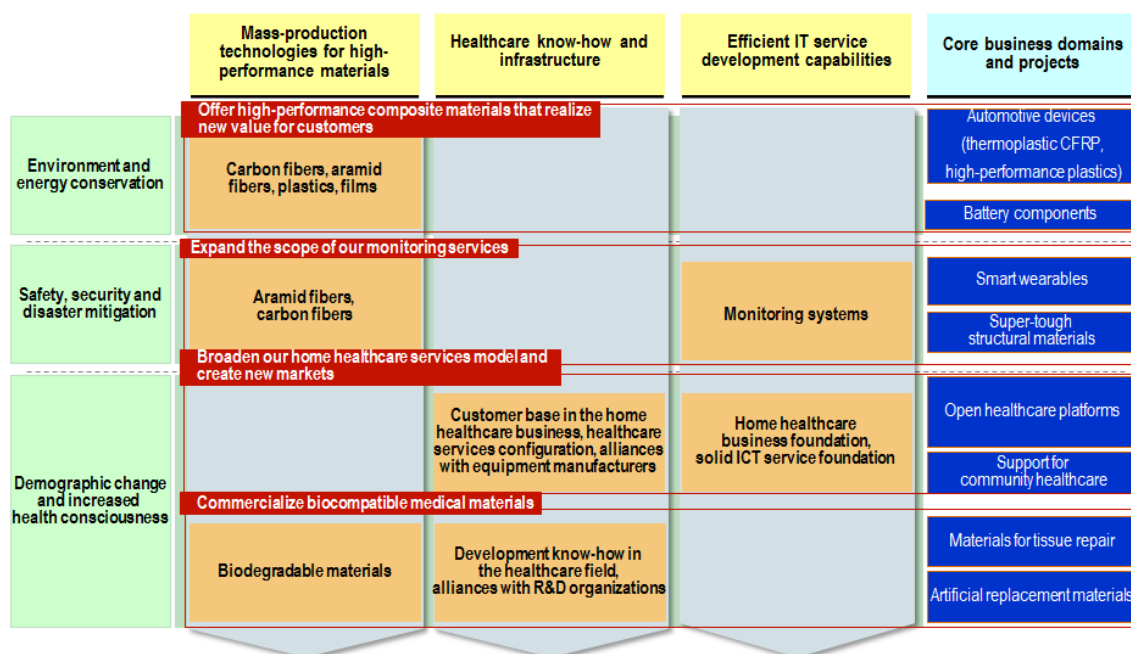 Mass-production
technologies for high-
performance materials
Healthcare know-how and
infrastructure
Efficient IT service
development capabilities
Core business domains
and projects
Offer high-performance composite materials that realize
new value for customers
Environment and
energy conservation
Carbon fibers, aramid
fibers, plastics, films
Automotive devices
(thermoplastic CFRP,
high-performance plastics)
Battery components
Expand the scope of our monitoring services
Safety, security and
disaster mitigation
Aramid fibers,
carbon fibers
Monitoring systems
Smart wearables
Super-tough
structural materials
Broaden our home healthcare services model and
create new markets
Demographic change
and increased
health consciousness
Customer base in the home
healthcare business, healthcare
services configuration, alliances
with equipment manufacturers
Home healthcare
business foundation,
solid ICT service foundation
Open healthcare platforms
Support for
community healthcare
Commercialize biocompatible medical materials
Biodegradable materials
Development know-how in
the healthcare field,
alliances with R&D organizations
Materials for tissue repair
Artificial replacement materials